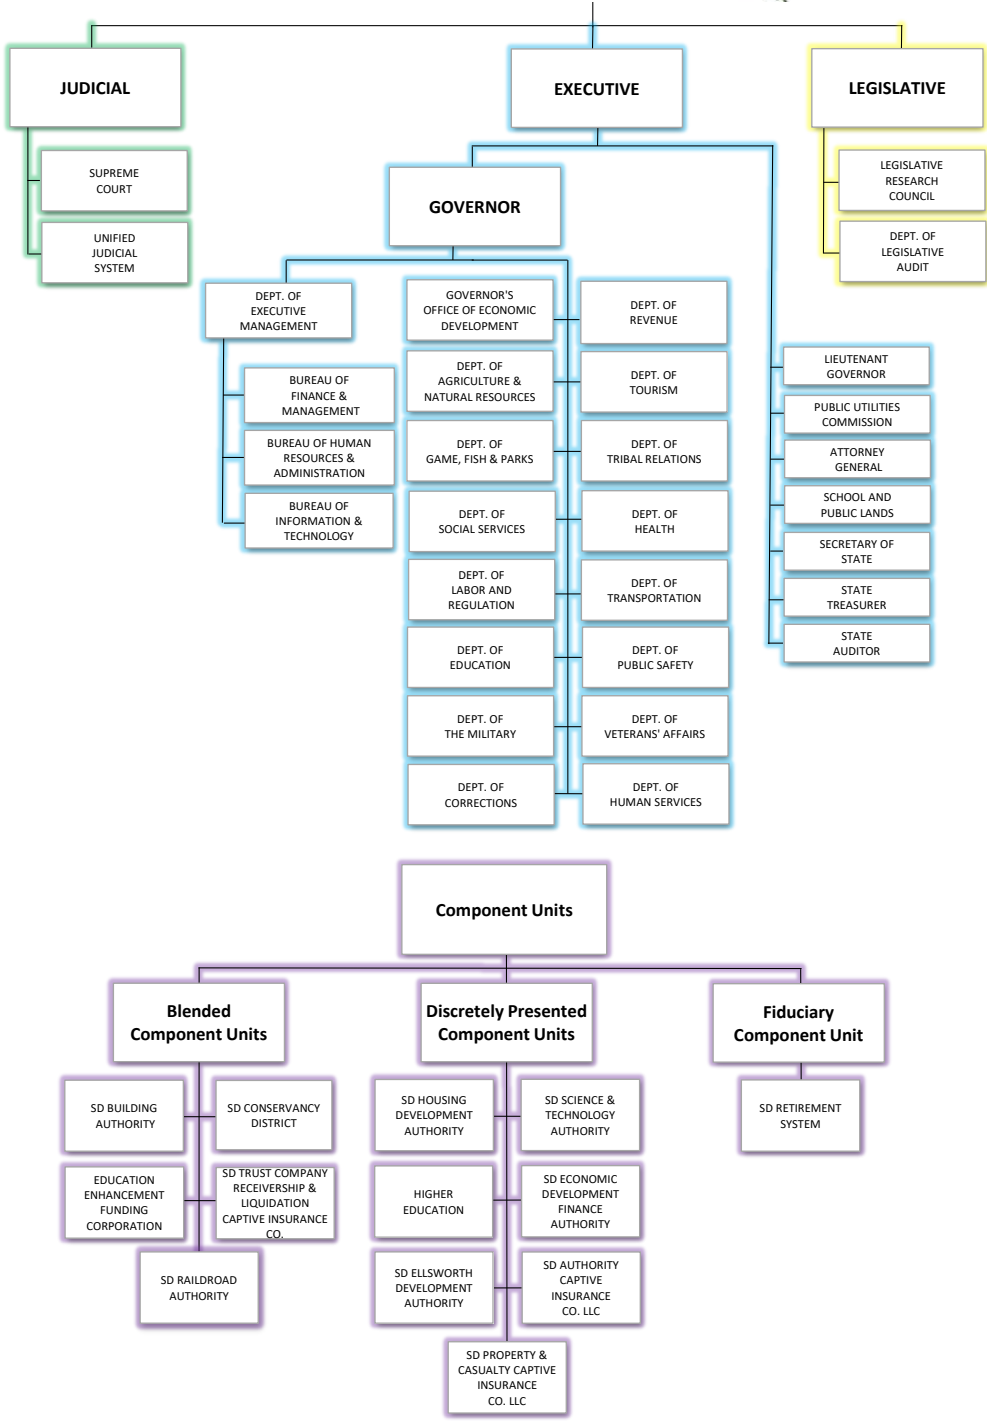 JUDICIAL
EXECUTIVE
LEGISLATIVE
SUPREME
COURT
UNIFIED
JUDICIAL
SYSTEM
LEGISLATIVE
RESEARCH
COUNCIL
DEPT. OF
LEGISLATIVE
AUDIT
GOVERNOR
DEPT. OF
EXECUTIVE
MANAGEMENT
BUREAU OF
FINANCE &
MANAGEMENT
BUREAU OF HUMAN
RESOURCES &
ADMINISTRATION
BUREAU OF
INFORMATION &
TECHNOLOGY
GOVERNOR'S
OFFICE OF ECONOMIC
DEVELOPMENT
DEPT. OF
REVENUE
DEPT. OF
AGRICULTURE &
NATURAL RESOURCES
DEPT. OF
TOURISM
DEPT. OF
GAME, FISH & PARKS
DEPT. OF
TRIBAL RELATIONS
DEPT. OF
SOCIAL SERVICES
DEPT. OF
HEALTH
DEPT. OF
LABOR AND
REGULATION
DEPT. OF
TRANSPORTATION
DEPT. OF
EDUCATION
DEPT. OF
PUBLIC SAFETY
DEPT. OF
THE MILITARY
DEPT. OF
VETERANS' AFFAIRS
DEPT. OF
CORRECTIONS
DEPT. OF
HUMAN SERVICES
LIEUTENANT
GOVERNOR
PUBLIC UTILITIES
COMMISSION
ATTORNEY
GENERAL
SCHOOL AND
PUBLIC LANDS
SECRETARY OF
STATE
STATE
TREASURER
STATE
AUDITOR
Component Units
Blended
Component Units
Discretely Presented
Component Units
Fiduciary
Component Unit
SD BUILDING
AUTHORITY
SD CONSERVANCY
DISTRICT
EDUCATION
ENHANCEMENT
FUNDING
CORPORATION
SD TRUST COMPANY
RECEIVERSHIP &
LIQUIDATION
CAPTIVE INSURANCE
CO.
SD RAILDROAD
AUTHORITY
SD HOUSING
DEVELOPMENT
AUTHORITY
SD SCIENCE &
TECHNOLOGY
AUTHORITY
HIGHER
EDUCATION
SD ECONOMIC
DEVELOPMENT
FINANCE
AUTHORITY
SD ELLSWORTH
DEVELOPMENT
AUTHORITY
SD AUTHORITY
CAPTIVE
INSURANCE
CO. LLC
SD PROPERTY &
CASUALTY CAPTIVE
INSURANCE
CO. LLC
SD RETIREMENT
SYSTEM